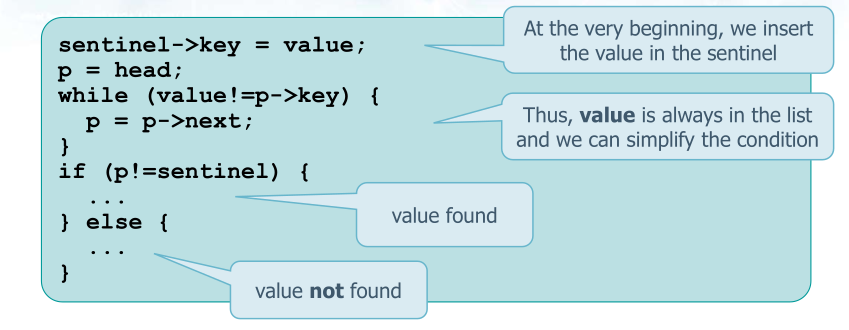 sentinel->key = value;
p = head;
while (value!=p->key) {
  p = p->next;
}
if (p!=sentinel) {
  ...
} else {
  ...
}
At the very beginning, we insert
the value in the sentinel
Thus, value is always in the list
and we can simplify the condition
value found
value not found